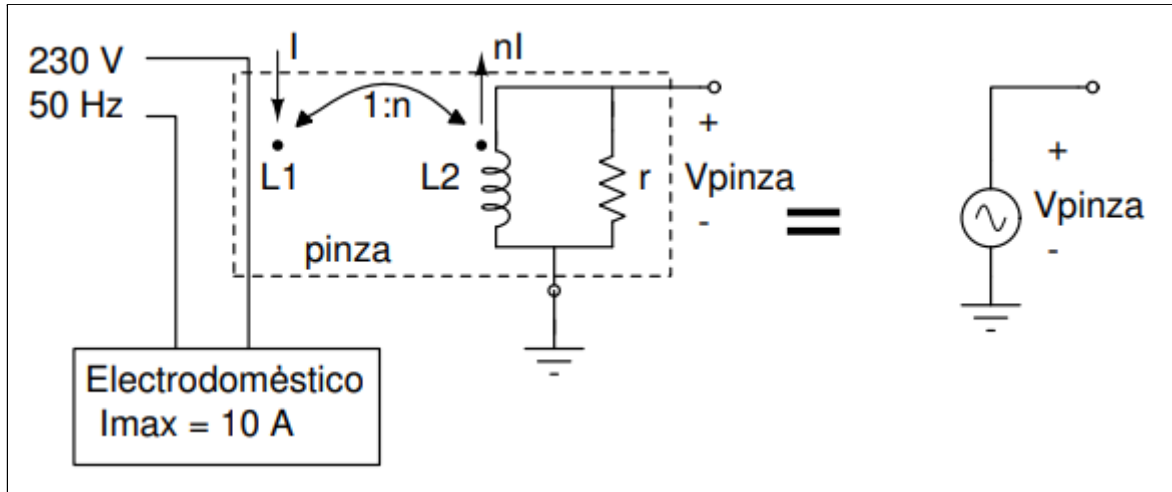 230 V
50 Hz
I
nI
1:n
L1
L2
r
+
Vpinza
-
pinza
+
Vpinza
-
Electrodoméstico
Imax = 10 A